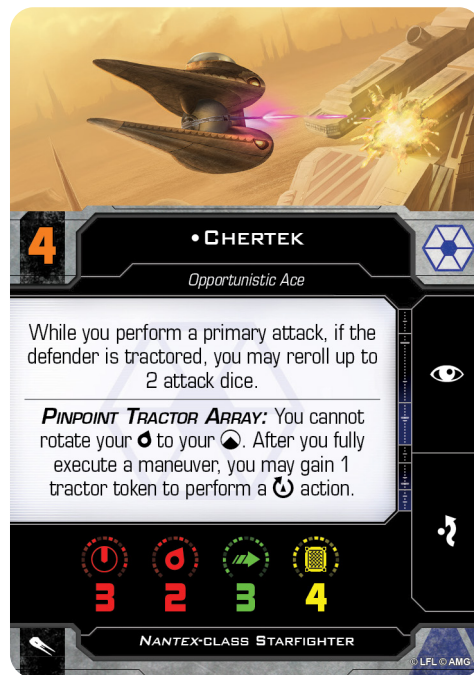 4
• CHERTEK
Opportunistic Ace
While you perform a primary attack, if the
defender is tractored, you may reroll up to
2 attack dice.
PINPOINT TRACTOR ARRAY: You cannot
rotate your to your . After you fully
execute a maneuver, you may gain 1
tractor token to perform a action.
3 2 3 4
NANTEX-CLASS STARFIGHTER
© LFL © AMG